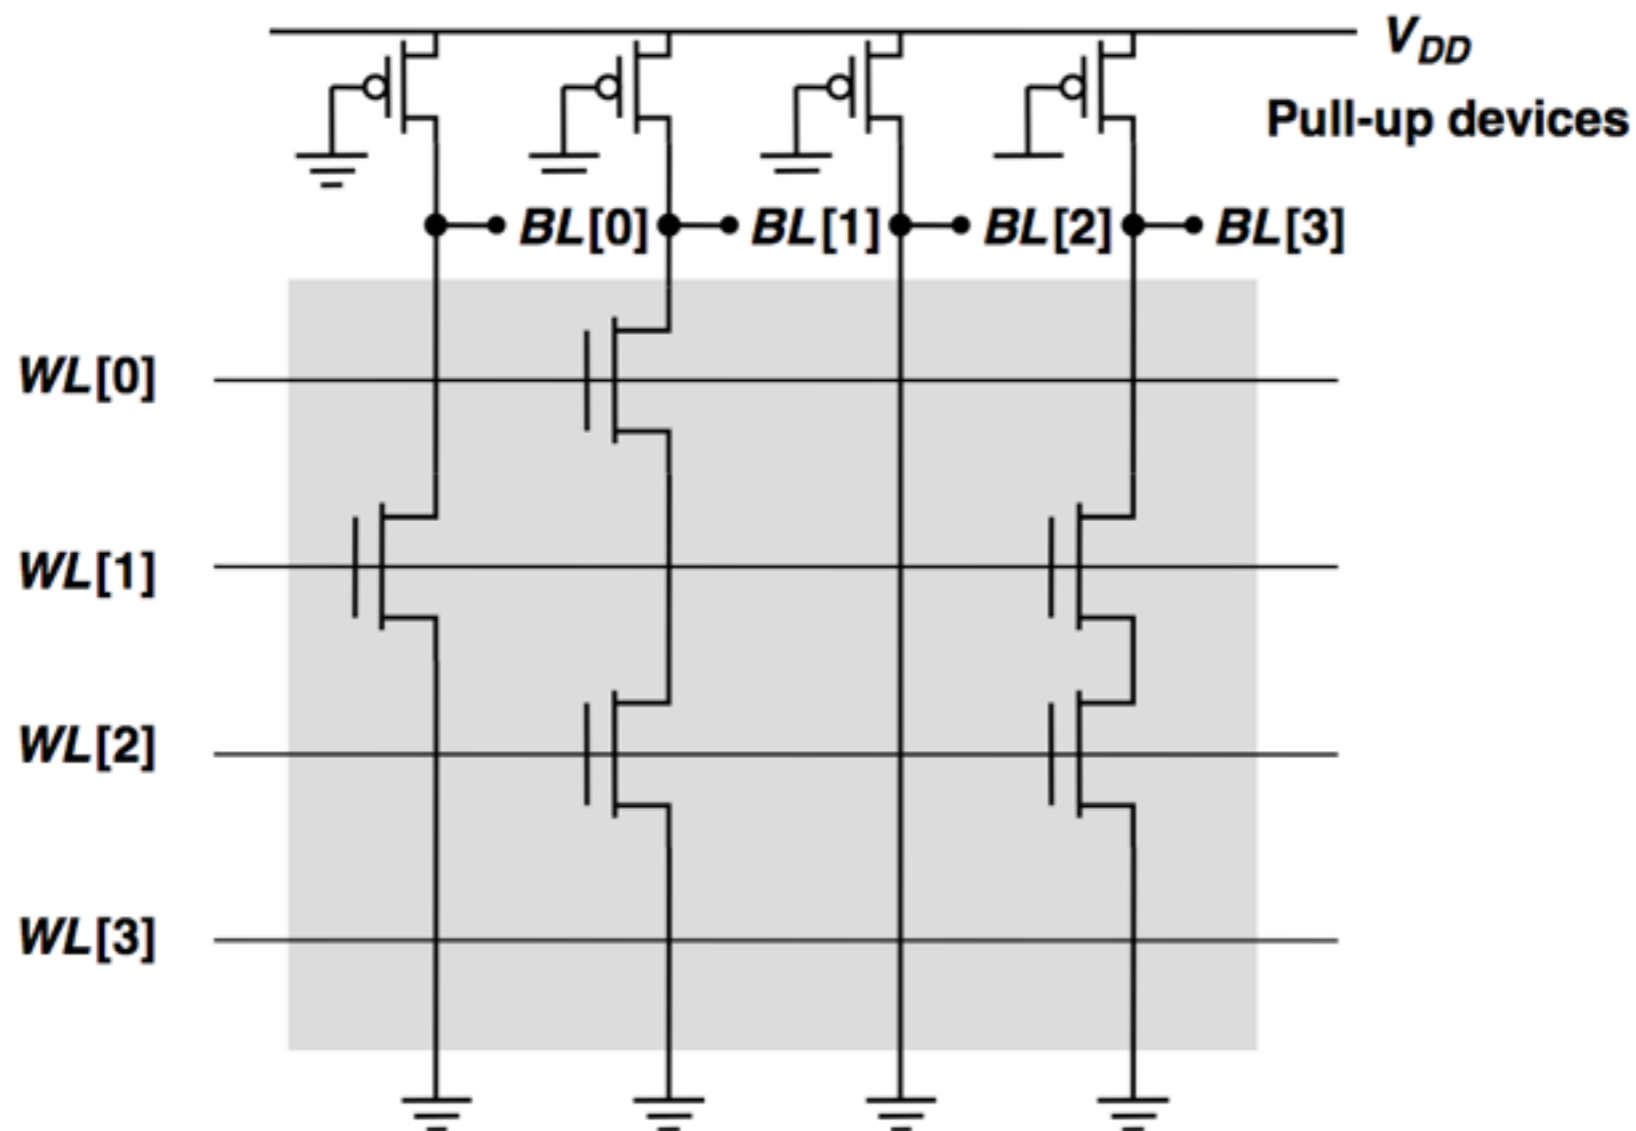 V_DD
Pull-up devices
BL[0] BL[1] BL[2] BL[3]
WL[0]
WL[1]
WL[2]
WL[3]